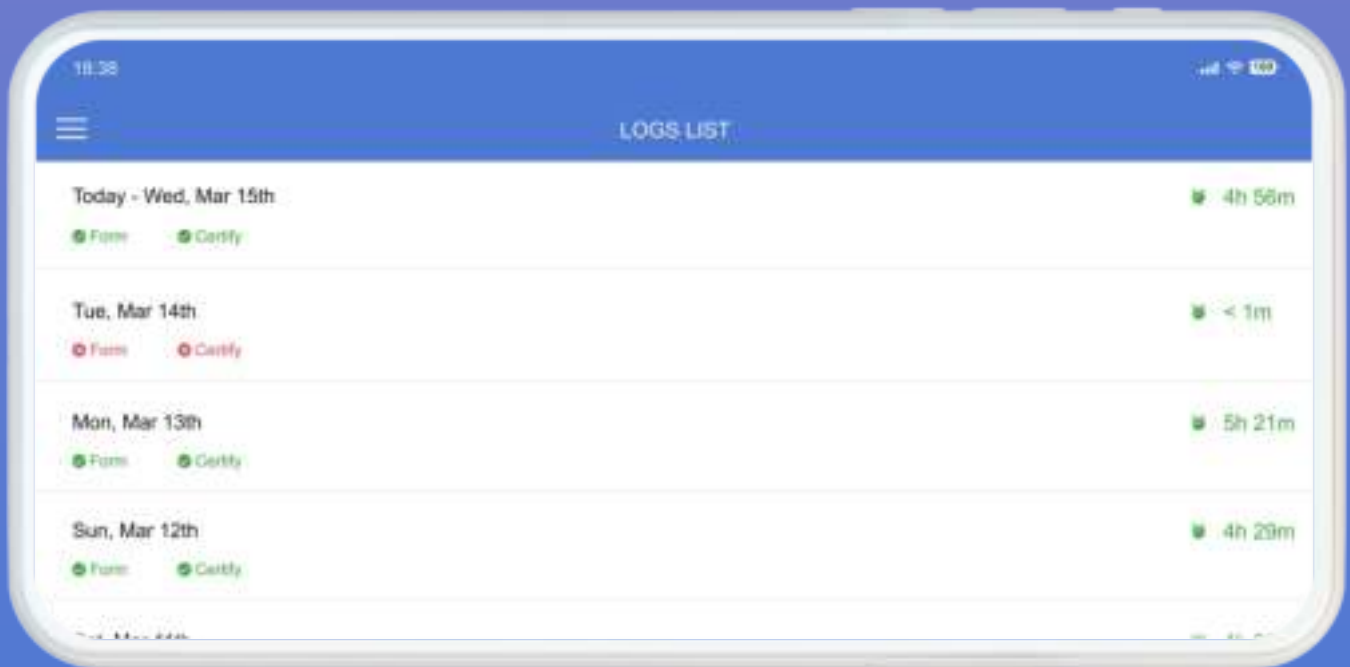 18:38
LOGS LIST
Today - Wed, Mar 15th
4h 56m
Form Certify
Tue, Mar 14th
< 1m
Form Certify
Mon, Mar 13th
5h 21m
Form Certify
Sun, Mar 12th
4h 29m
Form Certify